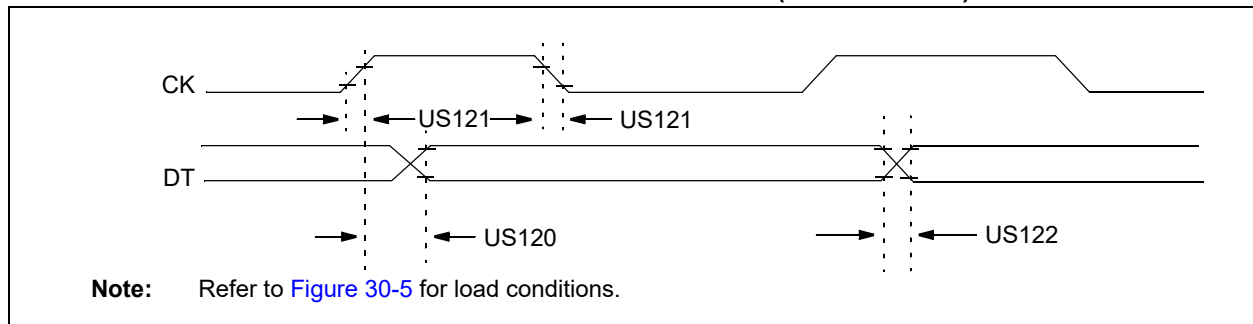 CK
US121 US121
DT
US120 US122
Note: Refer to Figure 30-5 for load conditions.